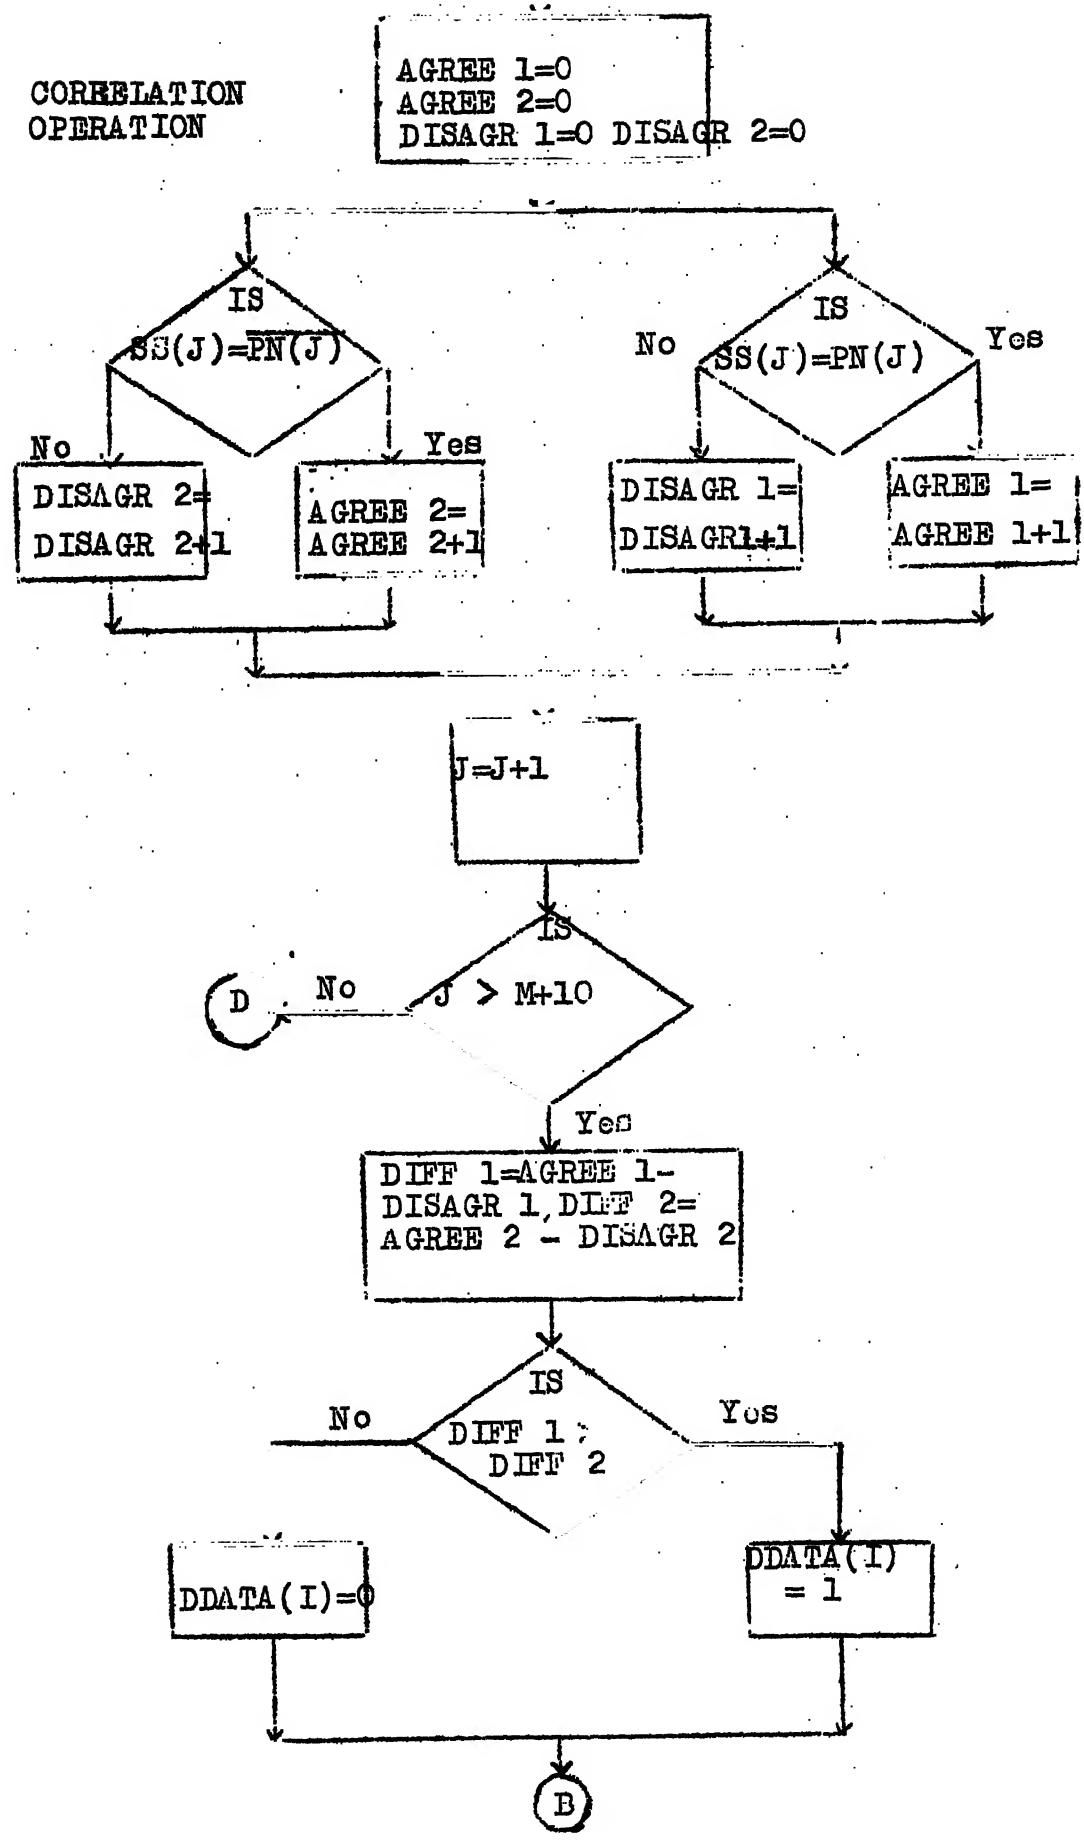 CORRELATION
OPERATION
AGREE 1=0
AGREE 2=0
DISAGR 1=0 DISAGR 2=0
IS
SS(J)=P̅N̅(̅J̅)̅
No
Yes
DISAGR 2=
DISAGR 2+1
AGREE 2=
AGREE 2+1
IS
SS(J)=PN(J)
No
Yes
DISAGR 1=
DISAGR1+1
AGREE 1=
AGREE 1+1
J=J+1
IS
J > M+10
No
D
Yes
DIFF 1=AGREE 1-
DISAGR 1,DIFF 2=
AGREE 2 - DISAGR 2
IS
DIFF 1
DIFF 2
No
Yes
DDATA(I)=0
DDATA(I)
= 1
B